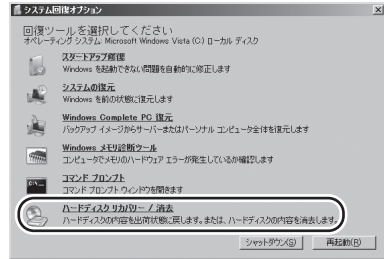 システム回復オプション
回復ツールを選択してください
オペレーティング システム: Microsoft Windows Vista (C:) ローカル ディスク
スタートアップ修復
Windows を起動できない問題を自動的に修正します
システムの復元
Windows を前の状態に復元します
Windows Complete PC 復元
バックアップ イメージからサーバーまたはパーソナル コンピュータ全体を復元します
Windows メモリ診断ツール
コンピュータでメモリのハードウェア エラーが発生しているか確認します
コマンド プロンプト
コマンド プロンプト ウィンドウを開きます
ハードディスク リカバリー / 消去
ハードディスクの内容を出荷状態に戻します。または、ハードディスクの内容を消去します。
シャットダウン(S)
再起動(R)